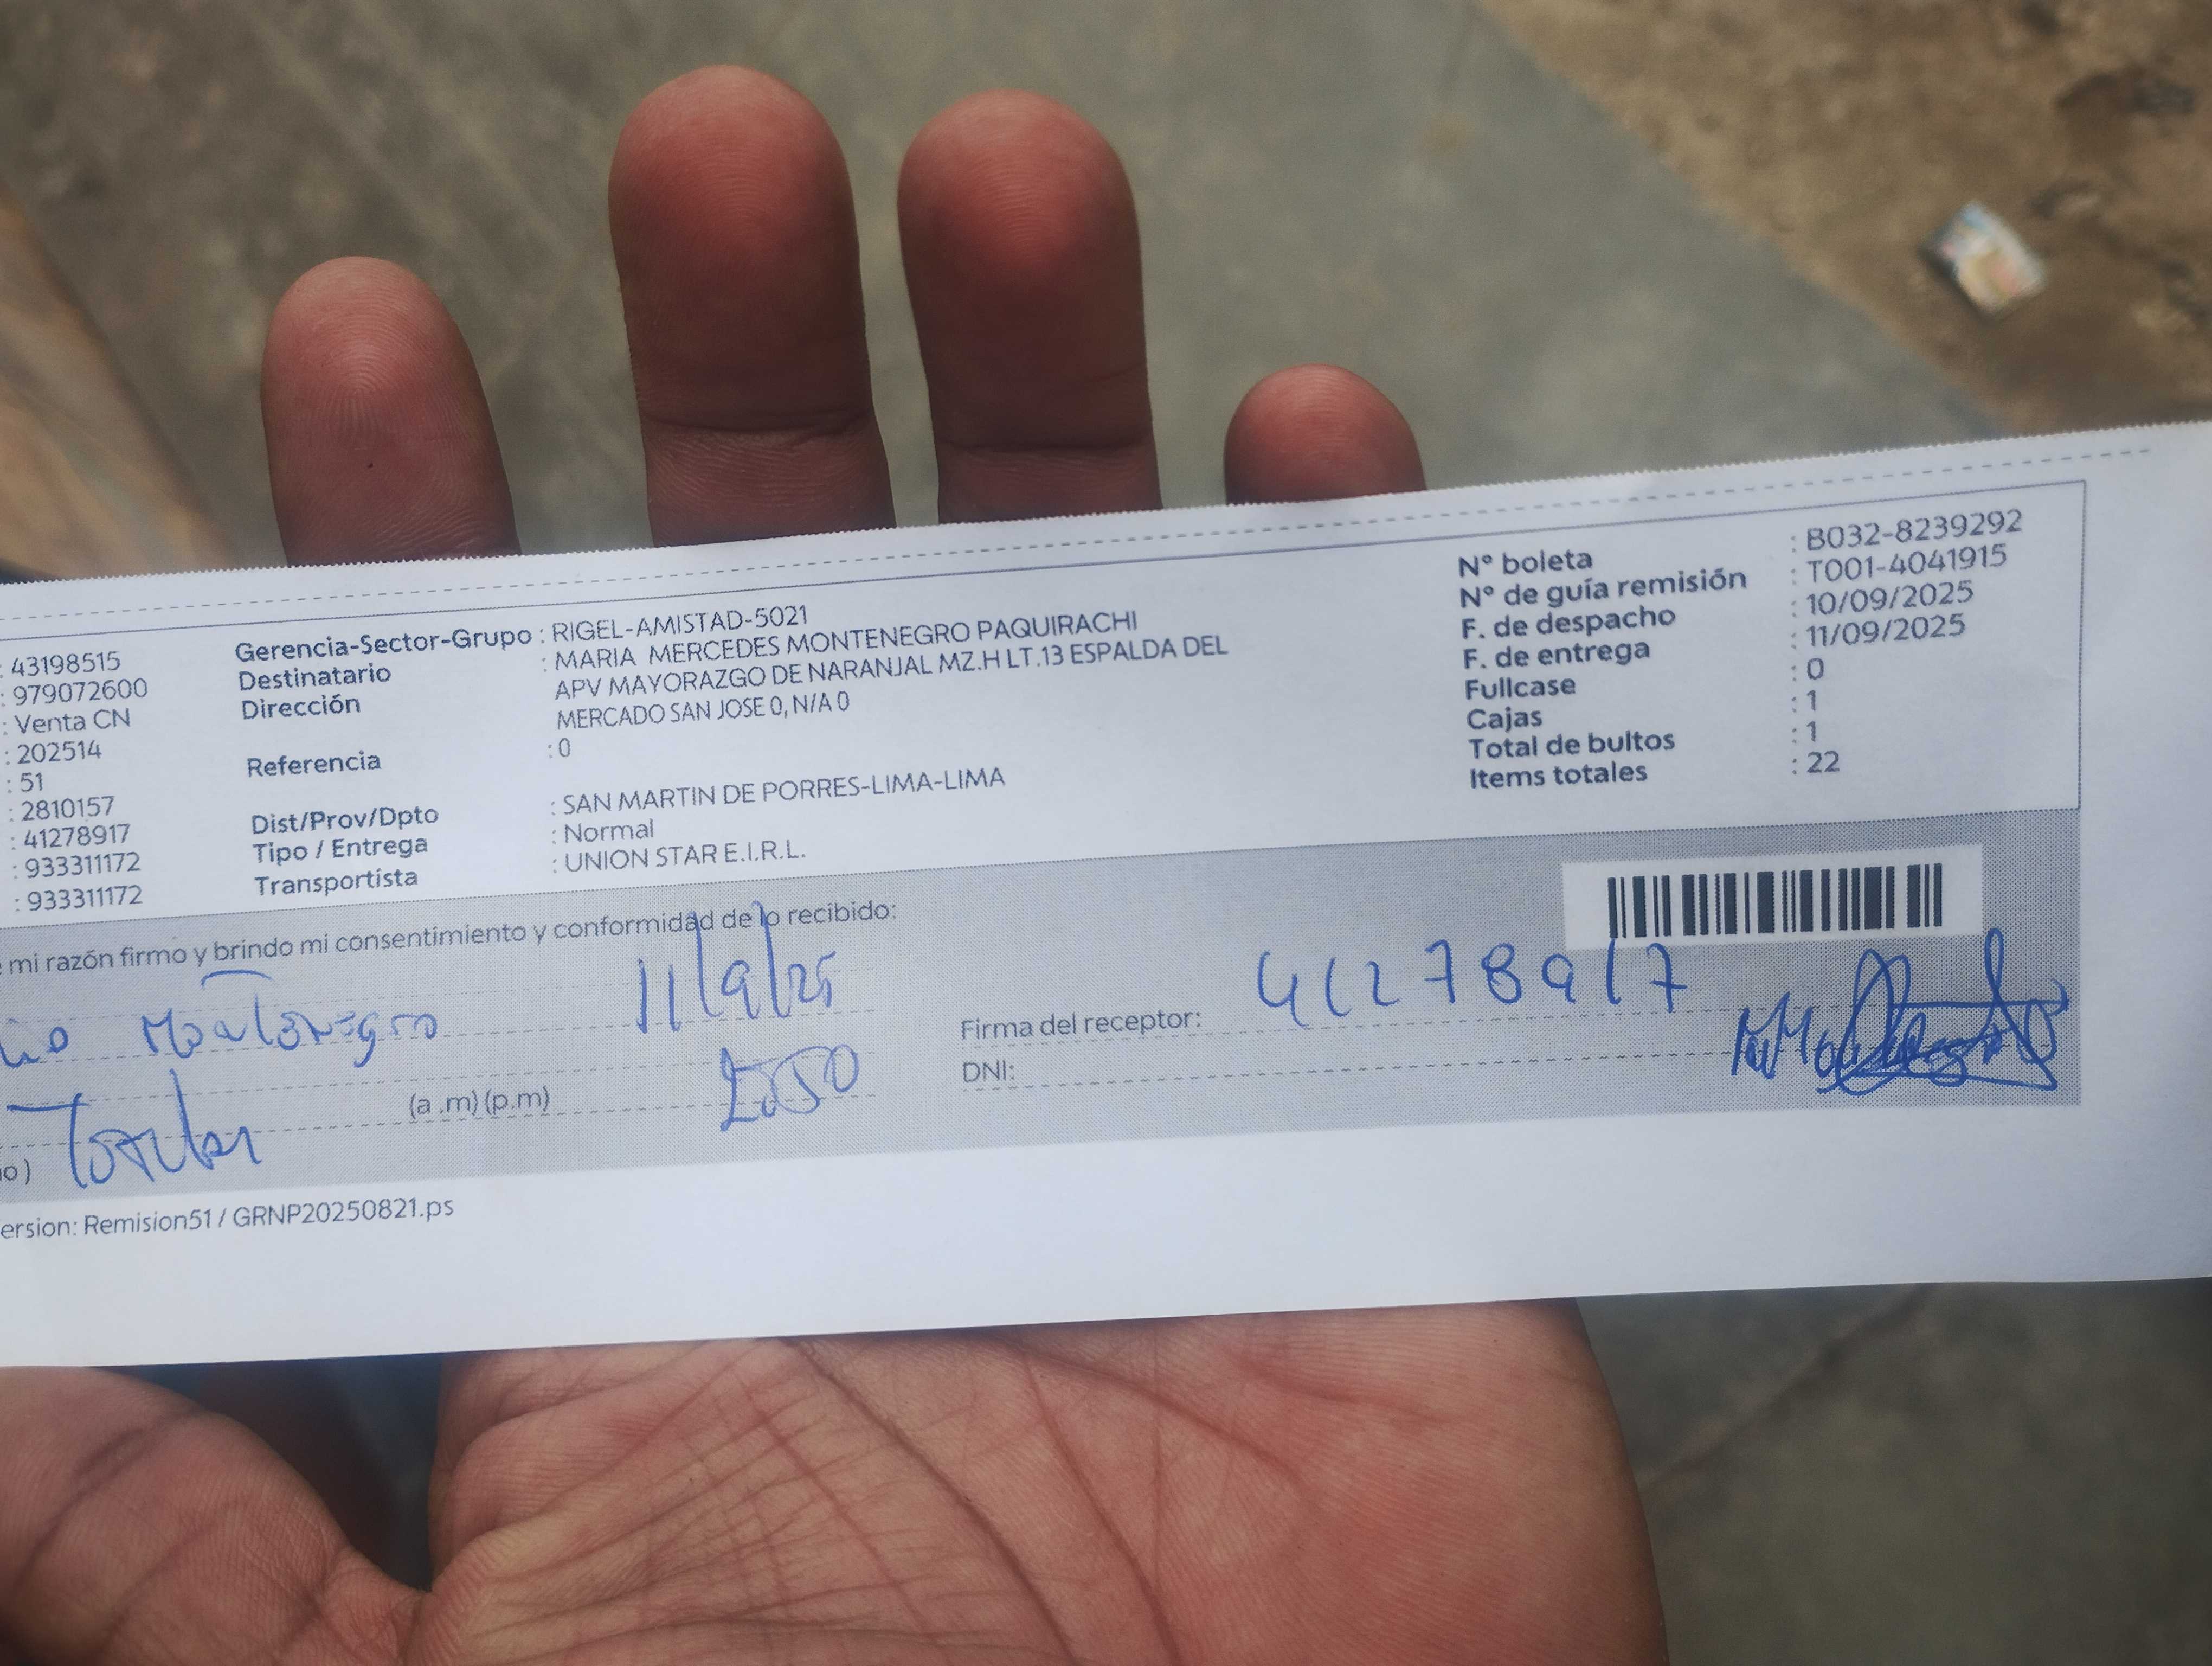 : 43198515
: 979072600
: Venta CN
: 202514
: 51
: 2810157
: 41278917
: 933311172
: 933311172
Gerencia-Sector-Grupo : RIGEL-AMISTAD-5021
Destinatario : MARIA MERCEDES MONTENEGRO PAQUIRACHI
Dirección APV MAYORAZGO DE NARANJAL MZ.H LT.13 ESPALDA DEL
MERCADO SAN JOSE 0, N/A 0
Referencia : 0
Dist/Prov/Dpto : SAN MARTIN DE PORRES-LIMA-LIMA
Tipo / Entrega : Normal
Transportista : UNION STAR E.I.R.L.
N° boleta : B032-8239292
N° de guía remisión : T001-4041915
F. de despacho : 10/09/2025
F. de entrega : 11/09/2025
Fullcase : 0
Cajas : 1
Total de bultos : 1
Items totales : 22
mi razón firmo y brindo mi consentimiento y conformidad de lo recibido:
Montenegro 11/9/25
Firma del receptor: 41278917
(a .m) (p.m) 2:50
DNI:
Version: Remision51 / GRNP20250821.ps